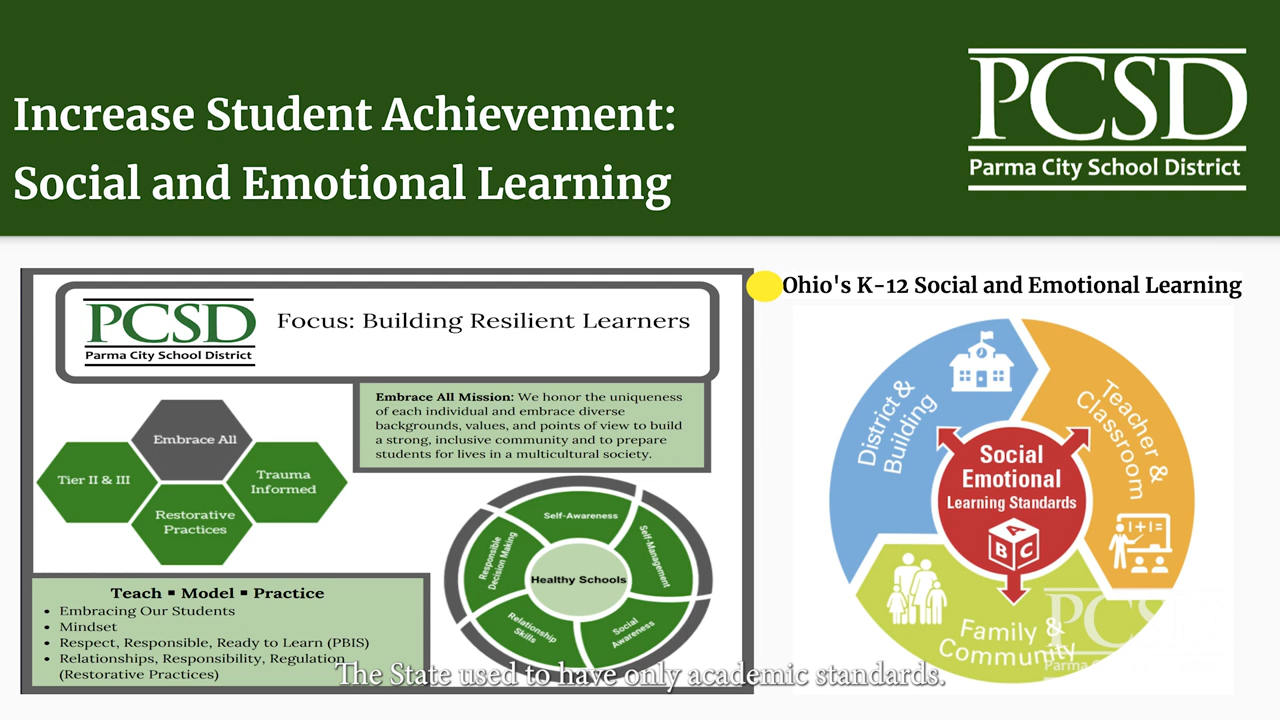 Increase Student Achievement:
Social and Emotional Learning
PCSD
Parma City School District
PCSD
Parma City School District
Focus: Building Resilient Learners
Embrace All Mission: We honor the uniqueness
of each individual and embrace diverse
backgrounds, values, and points of view to build
a strong, inclusive community and to prepare
students for lives in a multicultural society.
Embrace All
Tier II & III
Trauma
Informed
Restorative
Practices
Self-Awareness
Self-Management
Social
Awareness
Relationship
Skills
Responsible
Decision Making
Healthy Schools
Teach ▪ Model ▪ Practice
• Embracing Our Students
• Mindset
• Respect, Responsible, Ready to Learn (PBIS)
• Relationships, Responsibility, Regulation
(Restorative Practices)
Ohio's K-12 Social and Emotional Learning
District &
Building
Teacher &
Classroom
Social
Emotional
Learning Standards
A
B C
1+1=
Family &
Community
PCSD
Parma City
The State used to have only academic standards.